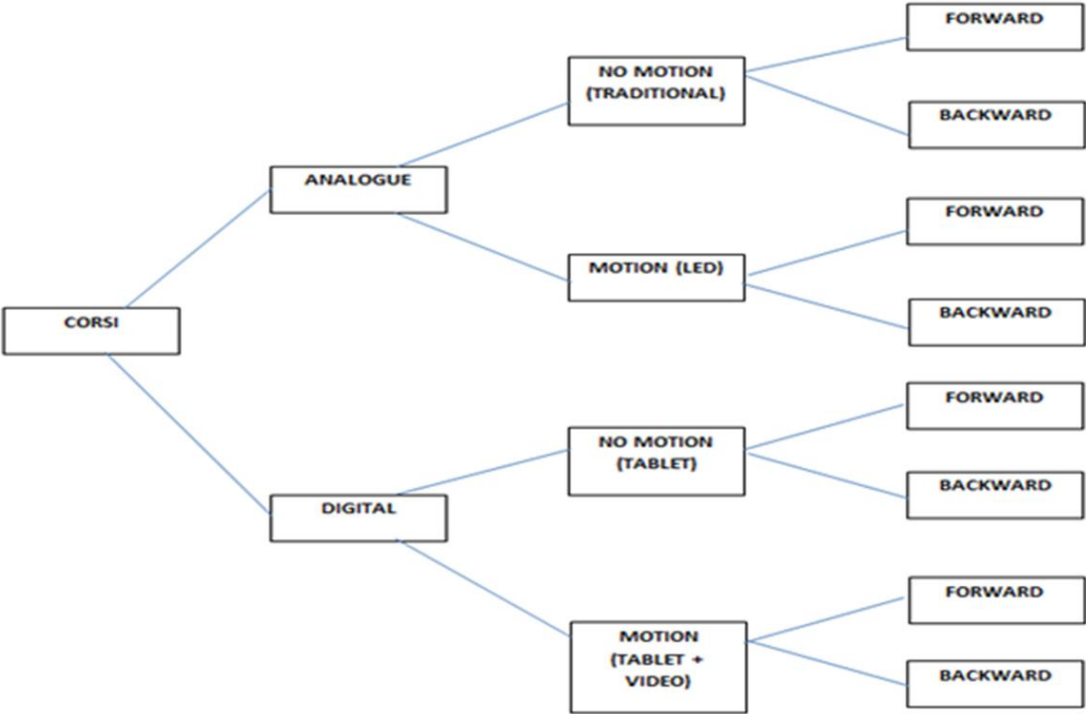 FORWARD
NO MOTION
(TRADITIONAL)
BACKWARD
ANALOGUE
FORWARD
MOTION (LED)
BACKWARD
CORSI
FORWARD
NO MOTION
(TABLET)
BACKWARD
DIGITAL
FORWARD
MOTION
(TABLET +
VIDEO)
BACKWARD